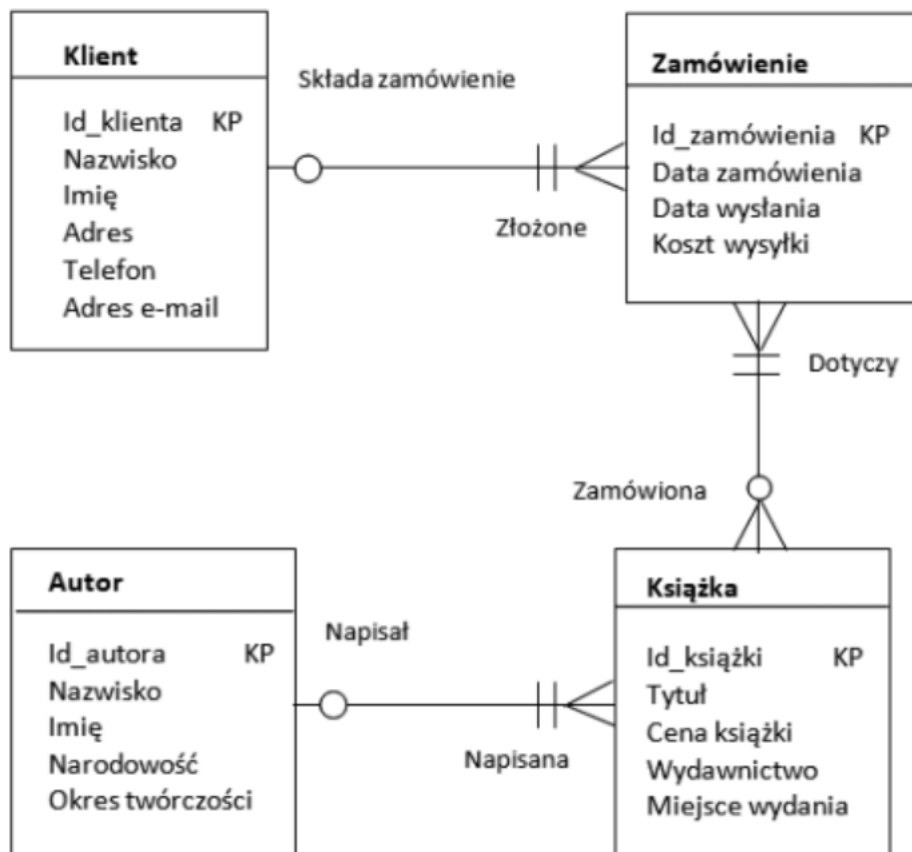 Klient
Id_klienta KP
Nazwisko
Imię
Adres
Telefon
Adres e-mail
Składa zamówienie
Złożone
Zamówienie
Id_zamówienia KP
Data zamówienia
Data wysłania
Koszt wysyłki
Dotyczy
Zamówiona
Autor
Id_autora KP
Nazwisko
Imię
Narodowość
Okres twórczości
Napisał
Napisana
Książka
Id_książki KP
Tytuł
Cena książki
Wydawnictwo
Miejsce wydania